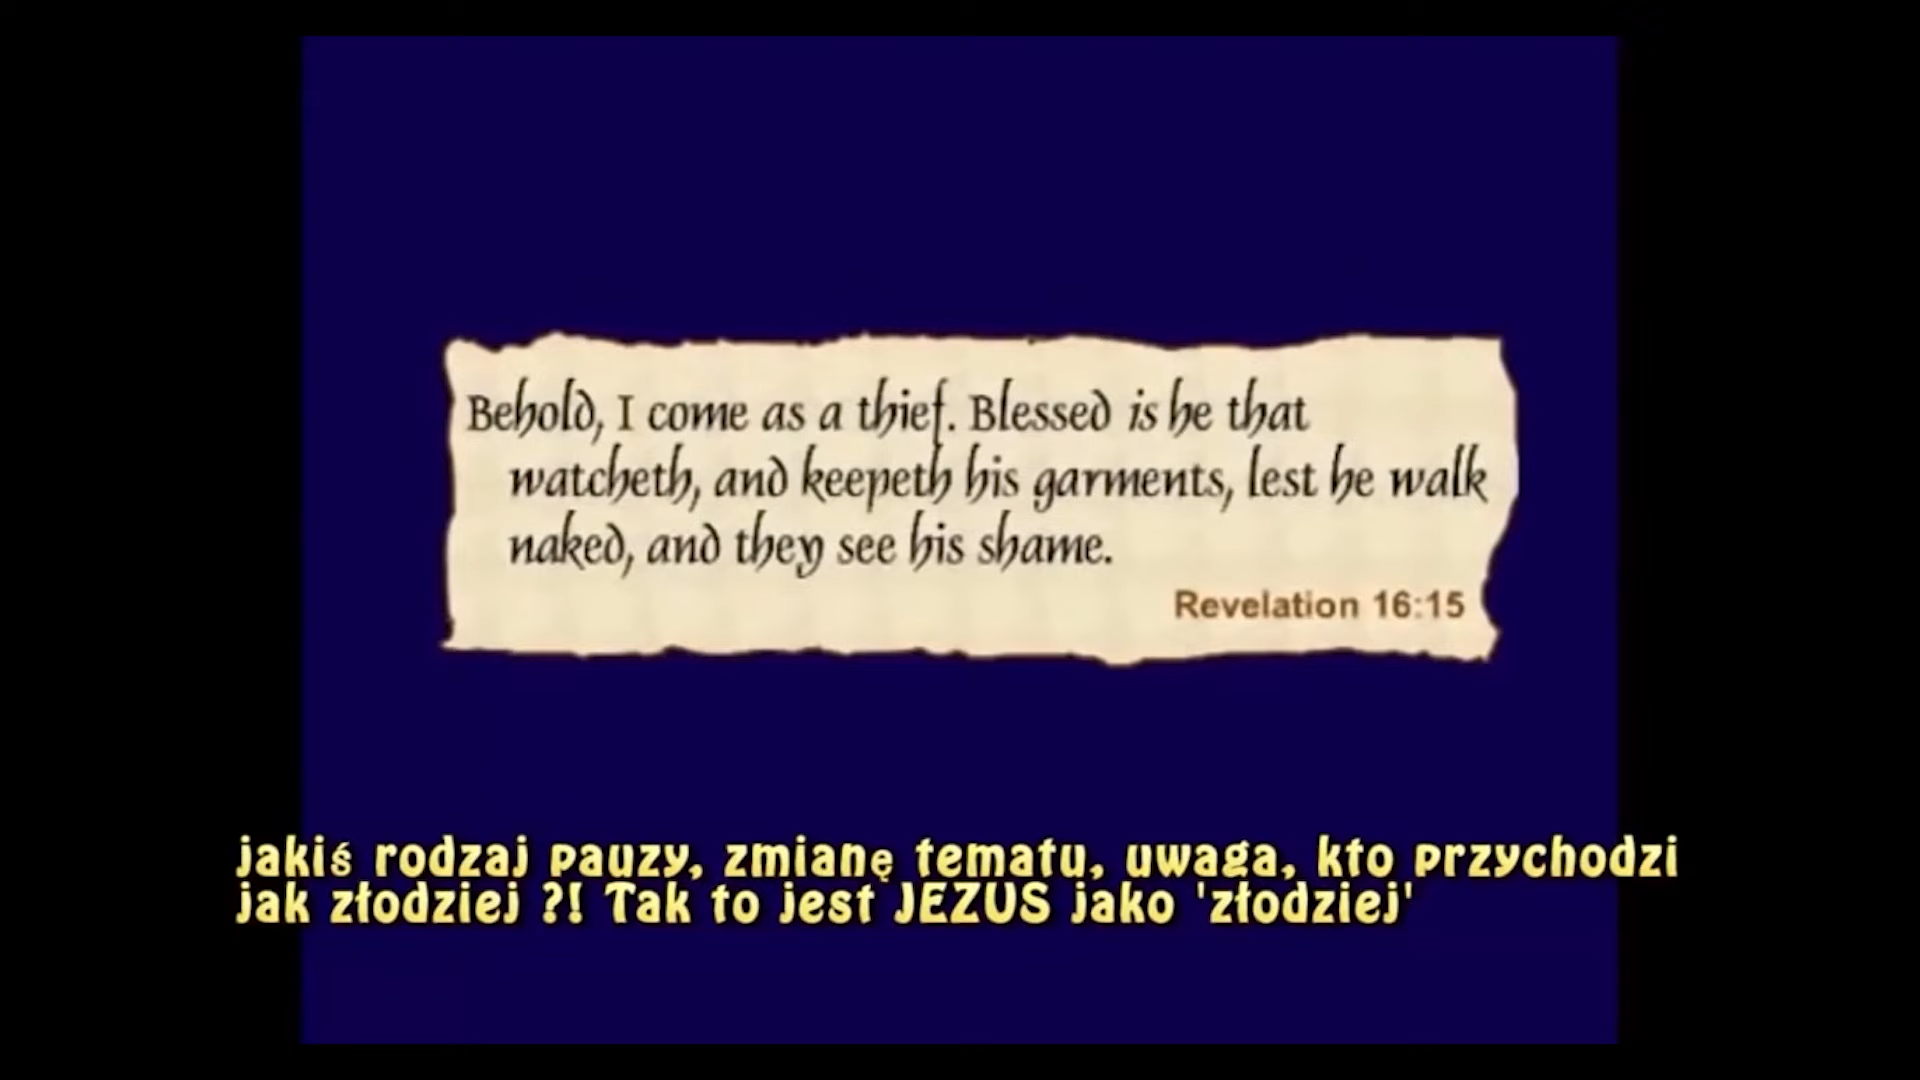 Behold, I come as a thief. Blessed is he that
watcheth, and keepeth his garments, lest he walk
naked, and they see his shame.
Revelation 16:15
jakiś rodzaj pauzy, zmianę tematu, uwaga, kto przychodzi
jak złodziej ?! Tak to jest JEZUS jako 'złodziej'